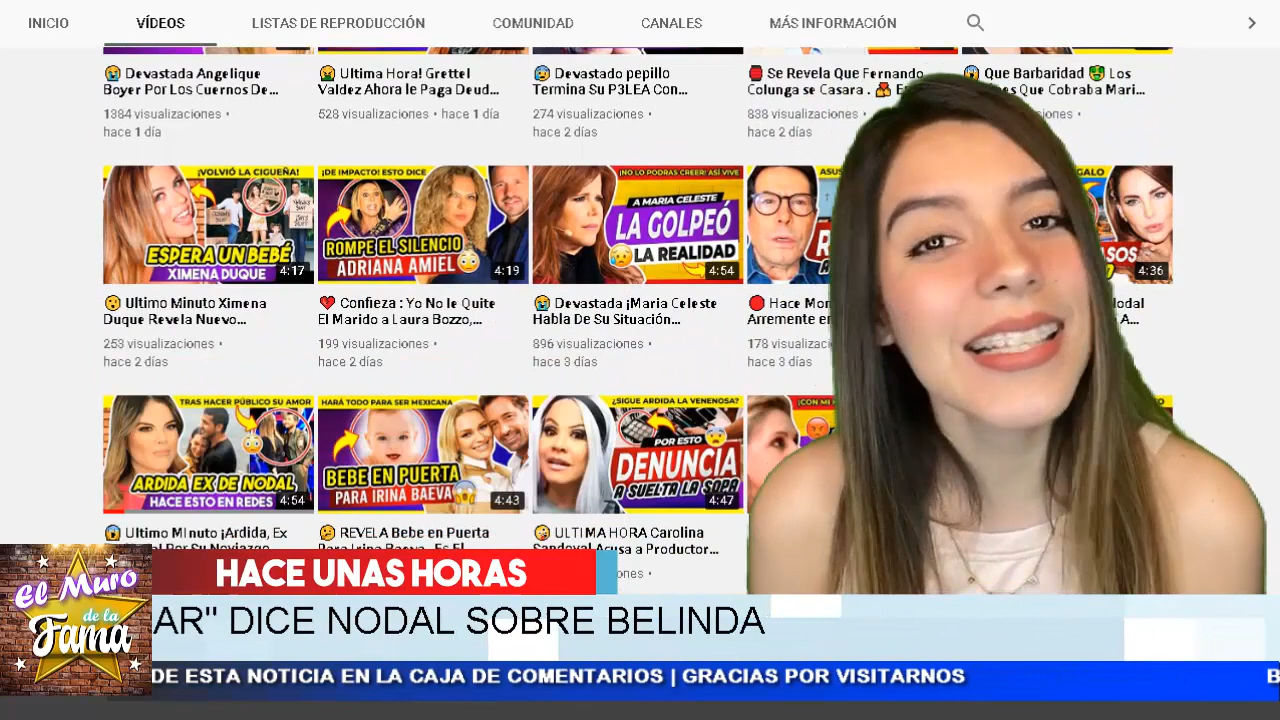 INICIO
VÍDEOS
LISTAS DE REPRODUCCIÓN
COMUNIDAD
CANALES
MÁS INFORMACIÓN
😭 Devastada Angelique
Boyer Por Los Cuernos De...
1384 visualizaciones •
hace 1 día
🤮 Ultima Hora! Grettel
Valdez Ahora le Paga Deud...
528 visualizaciones • hace 1 día
😰 Devastado pepillo
Termina Su P3LEA Con...
274 visualizaciones •
hace 2 días
Se Revela Que Fernando
Colunga se Casara .
838 visualizaciones •
hace 2 días
😱 Que Barbaridad 🤑 Los
Que Cobraba Mari...
¡VOLVIÓ LA CIGUEÑA!
ESPERA UN BEBÉ
XIMENA DUQUE
4:17
😯 Ultimo Minuto Ximena
Duque Revela Nuevo...
253 visualizaciones •
hace 2 días
¡DE IMPACTO! ESTO DICE
ROMPE EL SILENCIO
ADRIANA AMIEL
4:19
❤️ Confieza : Yo No le Quite
El Marido a Laura Bozzo,...
199 visualizaciones •
hace 2 días
¡NO LO PODRAS CREER! ASI VIVE
A MARIA CELESTE
LA GOLPEÓ
LA REALIDAD
4:54
😭 Devastada ¡Maria Celeste
Habla De Su Situación...
896 visualizaciones •
hace 3 días
Hace
Arremente
178
hace 3 días
4:36
TRAS HACER PÚBLICO SU AMOR
ARDIDA EX DE NODAL
HACE ESTO EN REDES
4:54
😱 Ultimo MInuto ¡Ardida, Ex
HARÁ TODO PARA SER MEXICANA
BEBE EN PUERTA
PARA IRINA BAEVA
4:43
😕 REVELA Bebe en Puerta
¿SIGUE ARDIDA LA VENENOSA?
POR ESTO
DENUNCIA
A SUELTA LA SOPA
4:47
🤪 ULTIMA HORA Carolina
Sandoval Acusa a Productor...
HACE UNAS HORAS
El Muro
de la
Fama
AR" DICE NODAL SOBRE BELINDA
DE ESTA NOTICIA EN LA CAJA DE COMENTARIOS | GRACIAS POR VISITARNOS